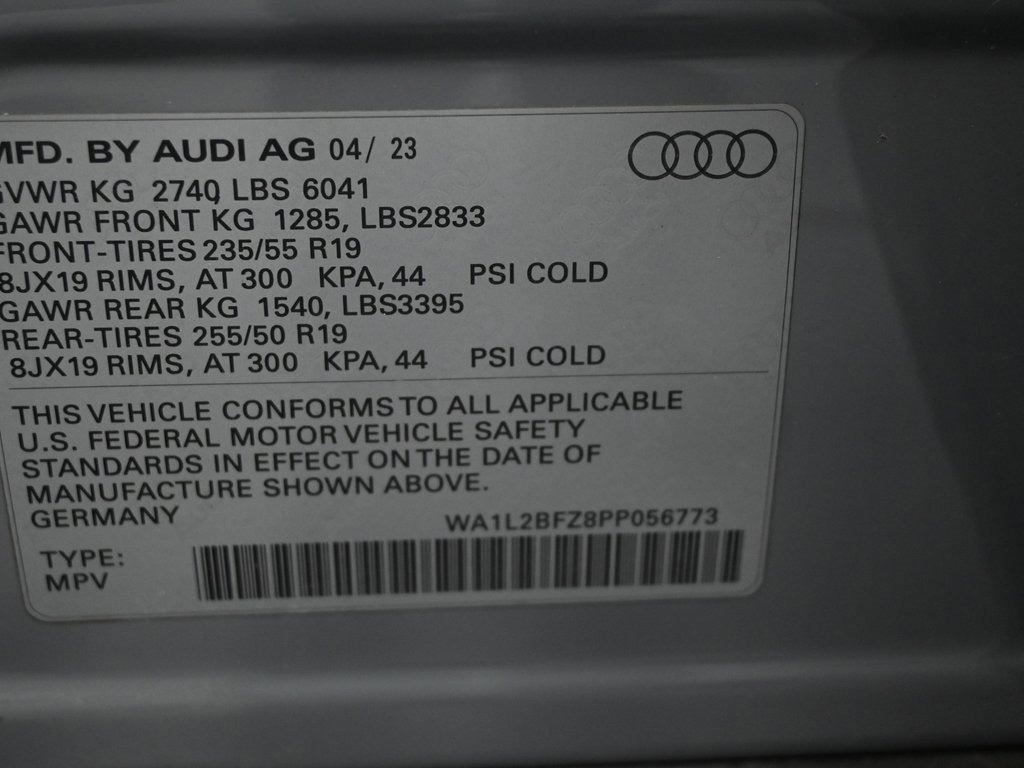 MFD. BY AUDI AG 04/ 23
GVWR KG 2740 LBS 6041
GAWR FRONT KG 1285, LBS2833
FRONT-TIRES 235/55 R19
8JX19 RIMS, AT 300 KPA, 44 PSI COLD
GAWR REAR KG 1540, LBS3395
REAR-TIRES 255/50 R19
8JX19 RIMS, AT 300 KPA, 44 PSI COLD
THIS VEHICLE CONFORMS TO ALL APPLICABLE
U.S. FEDERAL MOTOR VEHICLE SAFETY
STANDARDS IN EFFECT ON THE DATE OF
MANUFACTURE SHOWN ABOVE.
GERMANY
WA1L2BFZ8PP056773
TYPE:
MPV